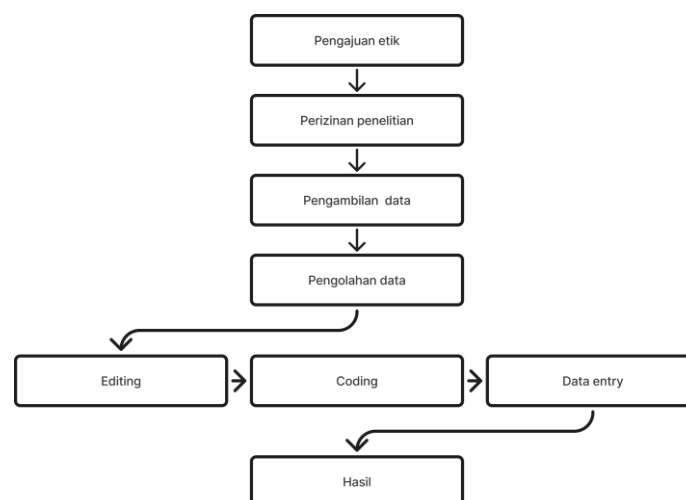 Pengajuan etik
Perizinan penelitian
Pengambilan data
Pengolahan data
Editing
Coding
Data entry
Hasil